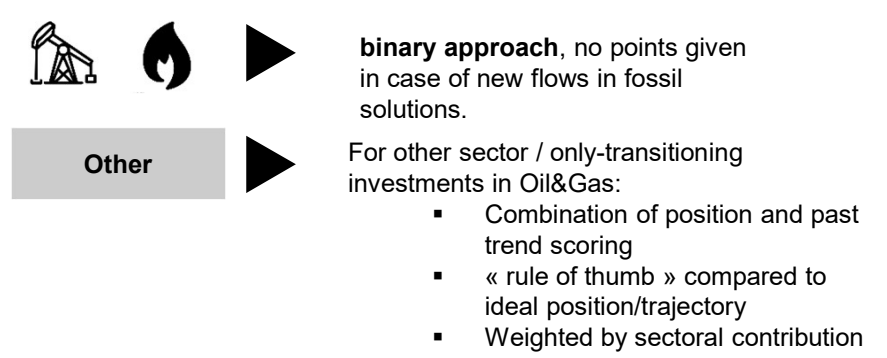 binary approach, no points given
in case of new flows in fossil
solutions.
Other
For other sector / only-transitioning
investments in Oil&Gas:
▪ Combination of position and past
trend scoring
▪ « rule of thumb » compared to
ideal position/trajectory
▪ Weighted by sectoral contribution